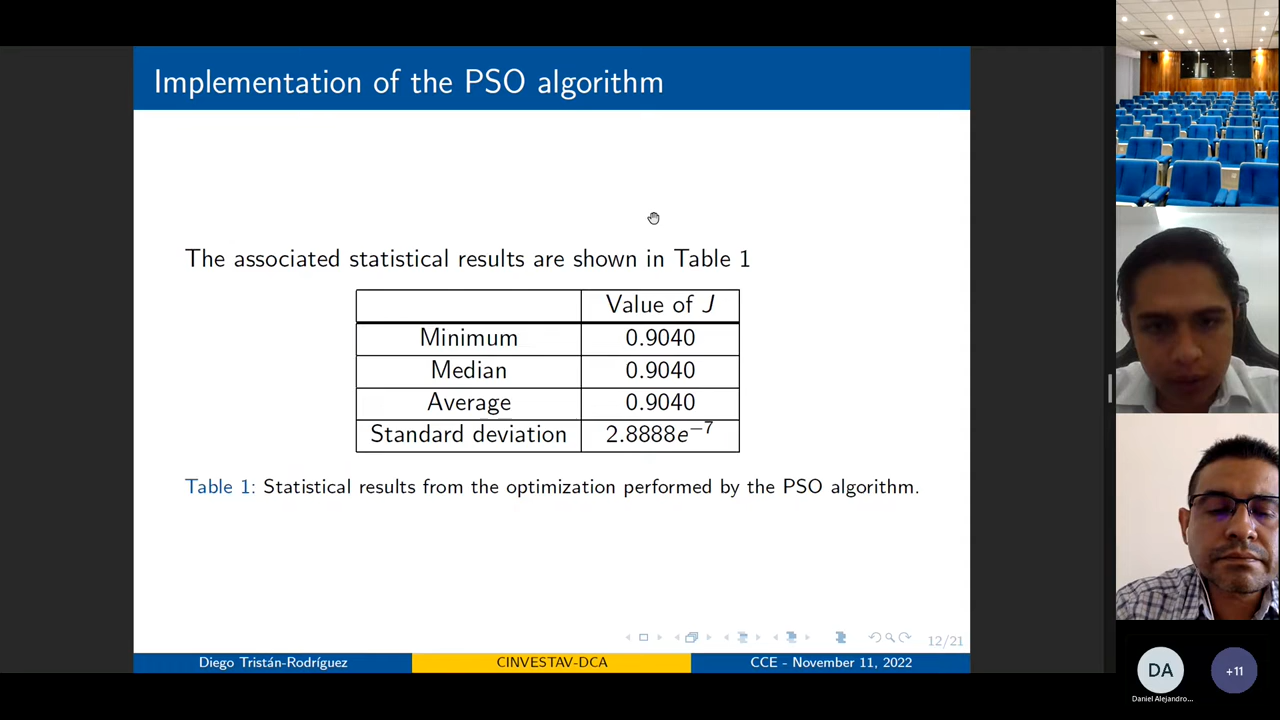 Implementation of the PSO algorithm
The associated statistical results are shown in Table 1
Value of J
Minimum 0.9040
Median 0.9040
Average 0.9040
Standard deviation 2.8888e⁻⁷
Table 1: Statistical results from the optimization performed by the PSO algorithm.
12/21
Diego Tristán-Rodríguez CINVESTAV-DCA CCE - November 11, 2022
DA +11
Daniel Alejandro...